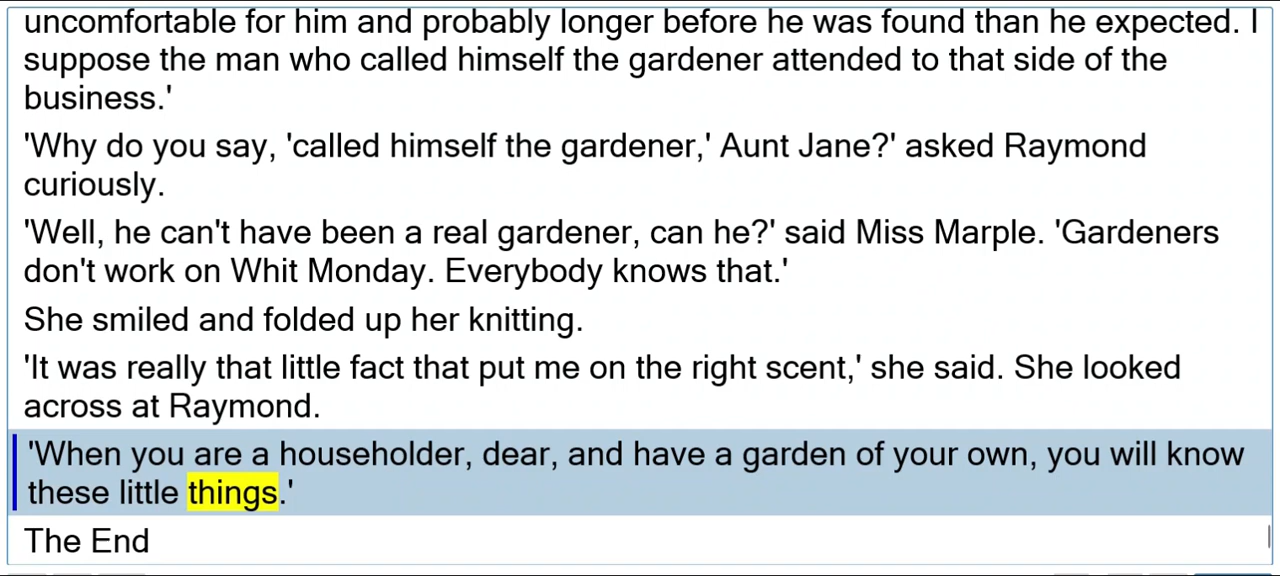 uncomfortable for him and probably longer before he was found than he expected. I
suppose the man who called himself the gardener attended to that side of the
business.'
'Why do you say, 'called himself the gardener,' Aunt Jane?' asked Raymond
curiously.
'Well, he can't have been a real gardener, can he?' said Miss Marple. 'Gardeners
don't work on Whit Monday. Everybody knows that.'
She smiled and folded up her knitting.
'It was really that little fact that put me on the right scent,' she said. She looked
across at Raymond.
'When you are a householder, dear, and have a garden of your own, you will know
these little things.'
The End